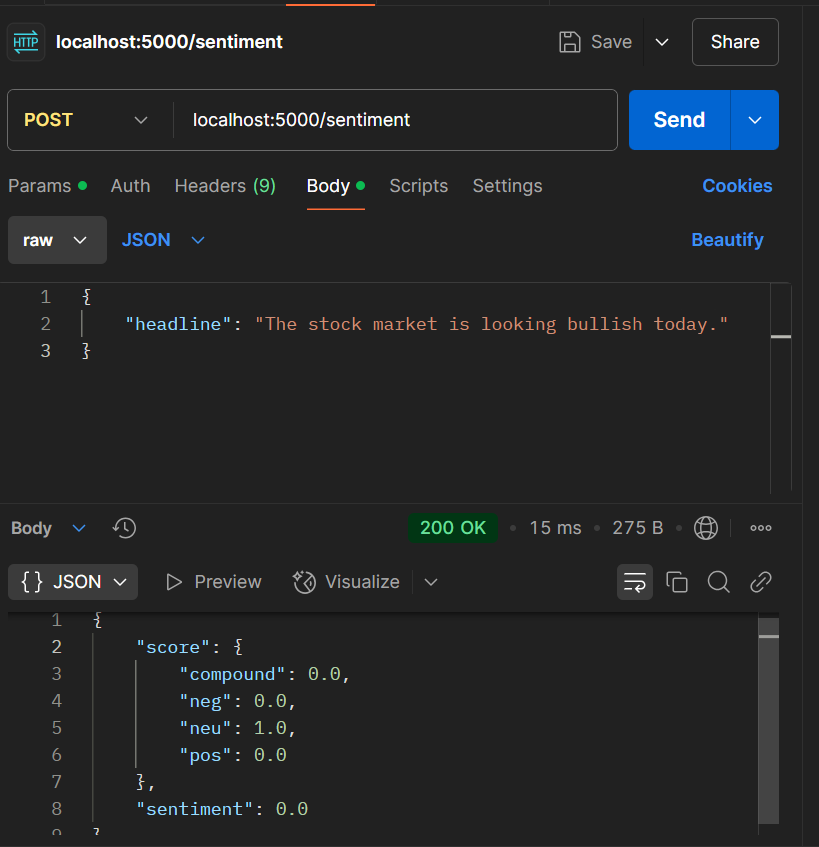 HTTP localhost:5000/sentiment Save Share
POST localhost:5000/sentiment Send
Params Auth Headers (9) Body Scripts Settings Cookies
raw JSON Beautify
1 {
2 "headline": "The stock market is looking bullish today."
3 }
Body 200 OK 15 ms 275 B
{} JSON Preview Visualize
1 {
2 "score": {
3 "compound": 0.0,
4 "neg": 0.0,
5 "neu": 1.0,
6 "pos": 0.0
7 },
8 "sentiment": 0.0
9 }